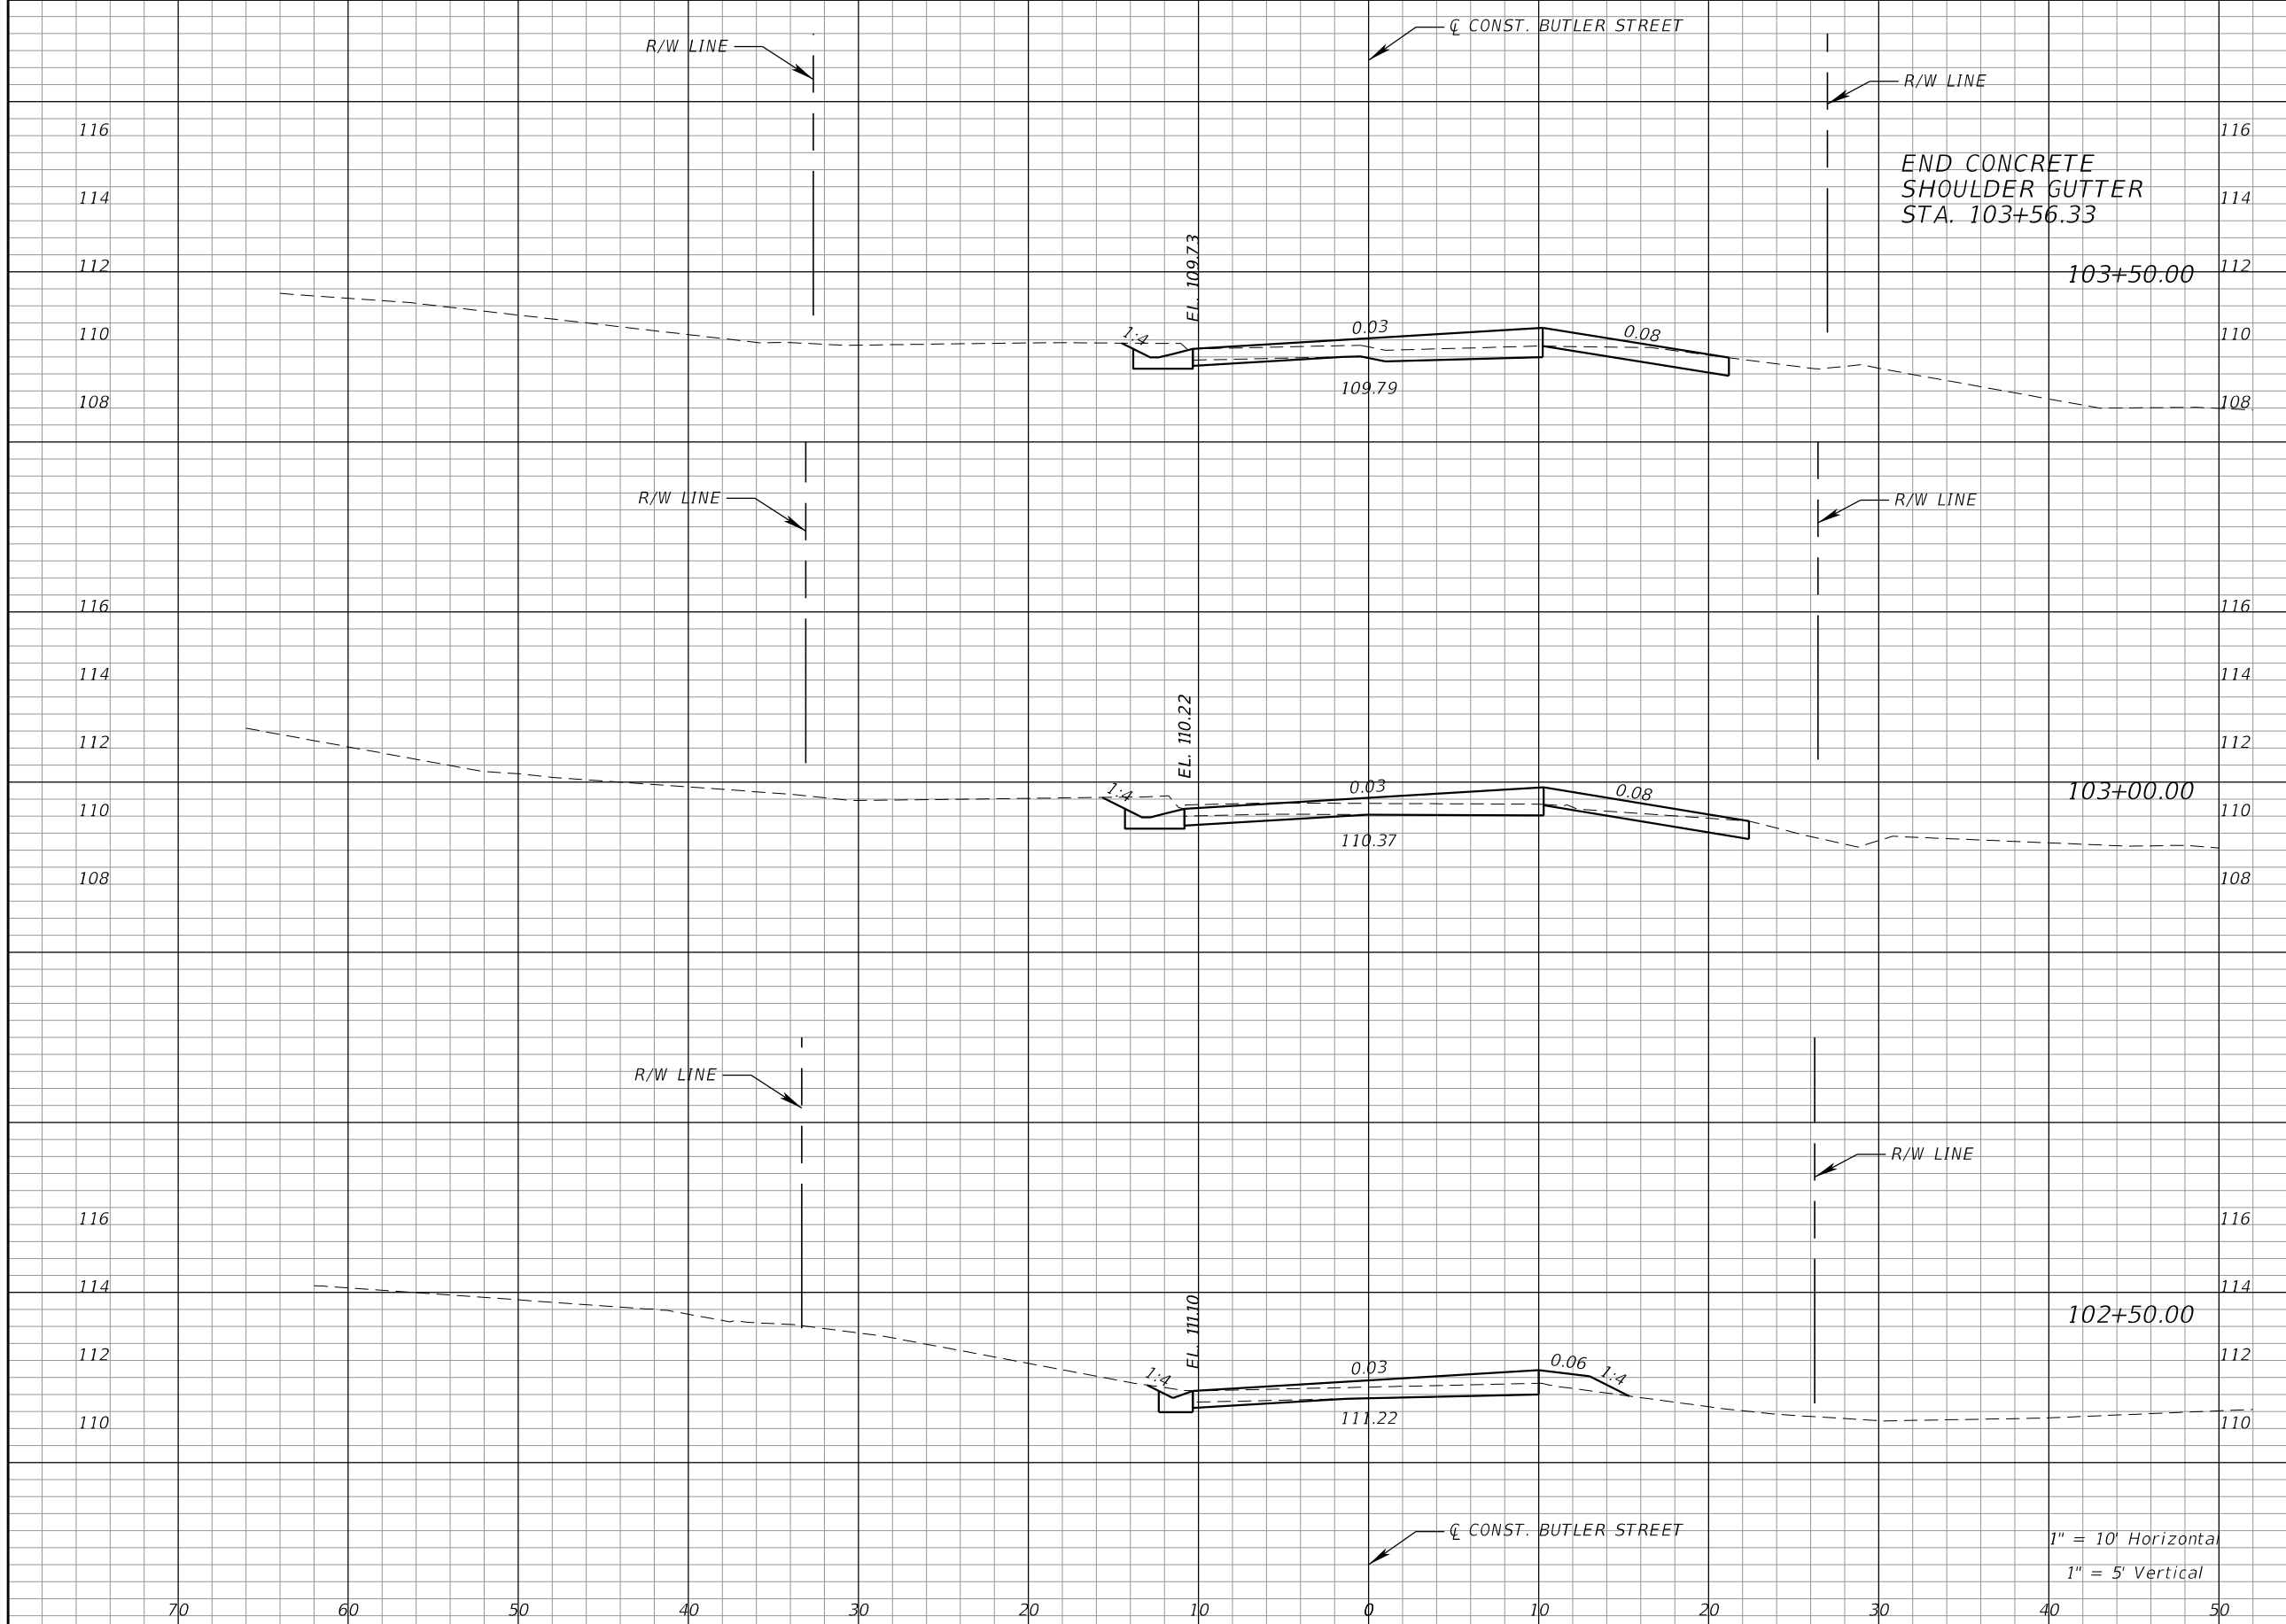 ℄ CONST. BUTLER STREET
R/W LINE
R/W LINE
116
116
END CONCRETE
SHOULDER GUTTER
STA. 103+56.33
114
114
EL. 109.73
112
112
103+50.00
110
1:4
0.03
0.08
110
109.79
108
108
R/W LINE
R/W LINE
116
116
114
114
EL. 110.22
112
112
1:4
0.03
0.08
103+00.00
110
110
110.37
108
108
R/W LINE
R/W LINE
116
116
114
114
EL. 111.10
102+50.00
112
112
1:4
0.03
0.06
1:4
110
111.22
110
℄ CONST. BUTLER STREET
1" = 10' Horizontal
1" = 5' Vertical
70 60 50 40 30 20 10 0 10 20 30 40 50